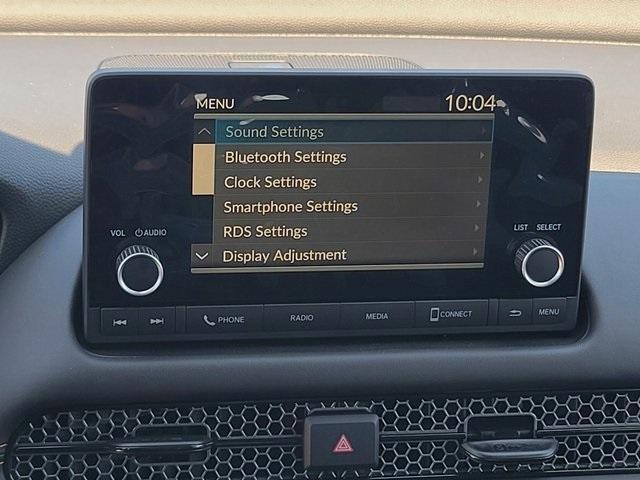 MENU 10:04
Sound Settings
Bluetooth Settings
Clock Settings
Smartphone Settings
RDS Settings
Display Adjustment
VOL AUDIO
LIST SELECT
PHONE RADIO MEDIA CONNECT MENU